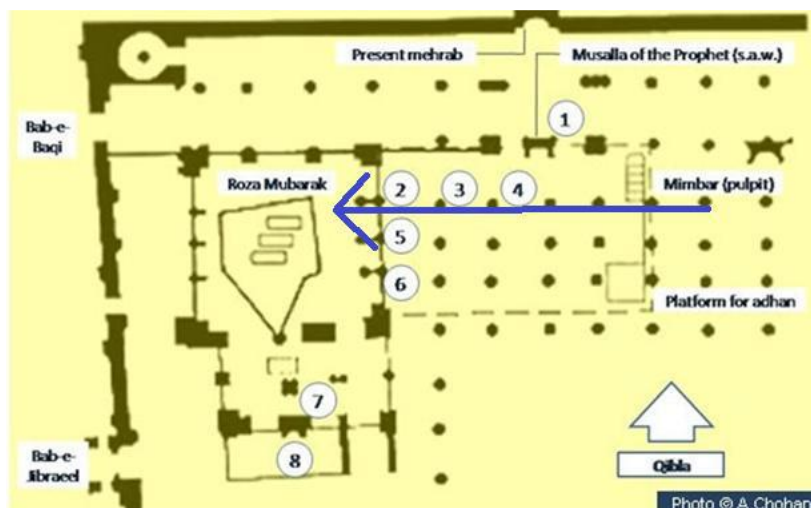 Present mehrab
Musalla of the Prophet (s.a.w.)
1
Bab-e-
Baqi
Roza Mubarak
2
3
4
Mimbar (pulpit)
5
6
Platform for adhan
7
8
Bab-e-
Jibraeel
Qibla
Photo © A.Chohan